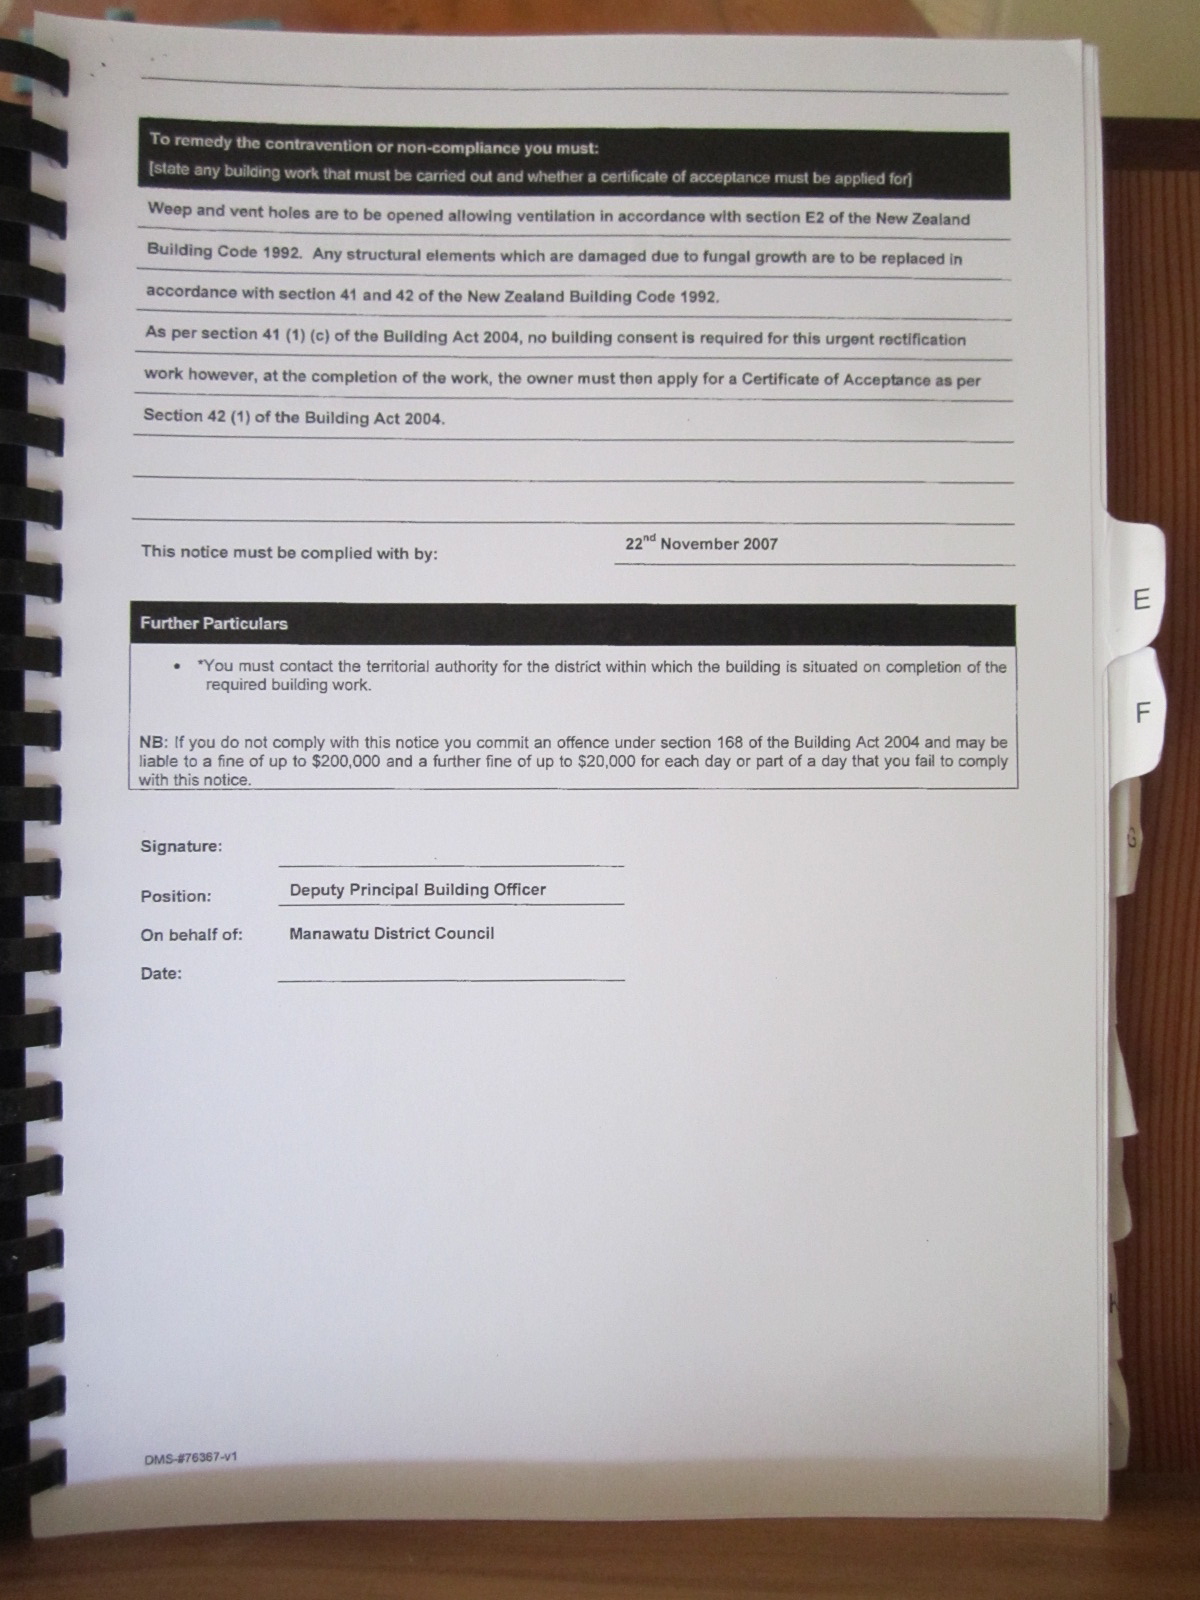 To remedy the contravention or non-compliance you must:
[state any building work that must be carried out and whether a certificate of acceptance must be applied for]
Weep and vent holes are to be opened allowing ventilation in accordance with section E2 of the New Zealand
Building Code 1992. Any structural elements which are damaged due to fungal growth are to be replaced in
accordance with section 41 and 42 of the New Zealand Building Code 1992.
As per section 41 (1) (c) of the Building Act 2004, no building consent is required for this urgent rectification
work however, at the completion of the work, the owner must then apply for a Certificate of Acceptance as per
Section 42 (1) of the Building Act 2004.
This notice must be complied with by: 22nd November 2007
Further Particulars
• *You must contact the territorial authority for the district within which the building is situated on completion of the
required building work.
NB: If you do not comply with this notice you commit an offence under section 168 of the Building Act 2004 and may be
liable to a fine of up to $200,000 and a further fine of up to $20,000 for each day or part of a day that you fail to comply
with this notice.
Signature:
Position: Deputy Principal Building Officer
On behalf of: Manawatu District Council
Date:
DMS-#76367-v1
E
F
G